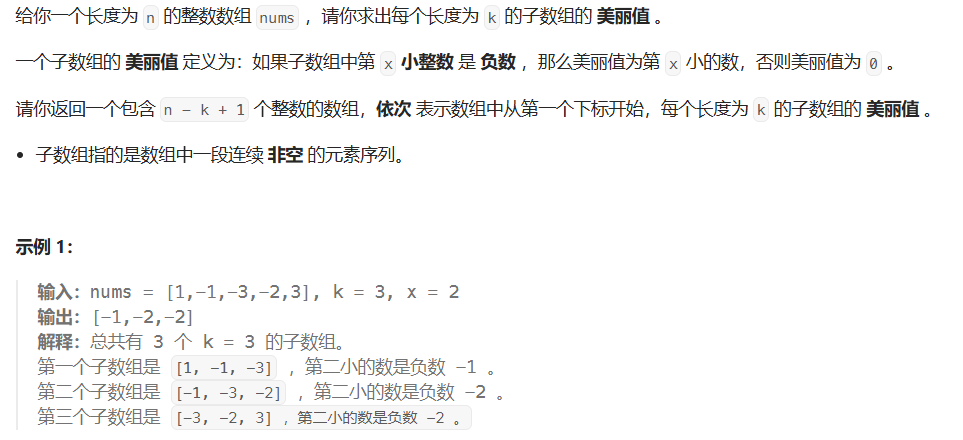 给你一个长度为 n 的整数数组 nums ，请你求出每个长度为 k 的子数组的 美丽值 。
一个子数组的 美丽值 定义为：如果子数组中第 x 小整数 是 负数 ，那么美丽值为第 x 小的数，否则美丽值为 0 。
请你返回一个包含 n - k + 1 个整数的数组，依次 表示数组中从第一个下标开始，每个长度为 k 的子数组的 美丽值 。
• 子数组指的是数组中一段连续 非空 的元素序列。
示例 1：
输入：nums = [1,-1,-3,-2,3], k = 3, x = 2
输出：[-1,-2,-2]
解释：总共有 3 个 k = 3 的子数组。
第一个子数组是 [1, -1, -3] ，第二小的数是负数 -1 。
第二个子数组是 [-1, -3, -2] ，第二小的数是负数 -2 。
第三个子数组是 [-3, -2, 3] ，第二小的数是负数 -2 。